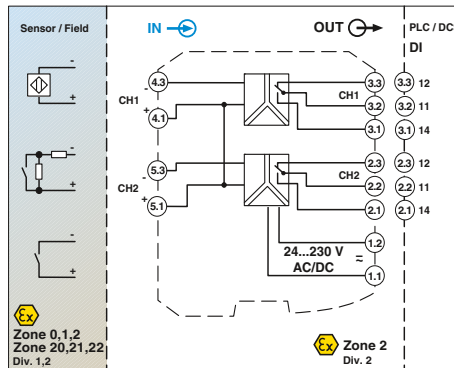 Sensor / Field
IN
OUT
PLC / DCS
DI
-
+
-
+
-
+
4.3
-
CH1
+
4.1
5.3
-
CH2
+
5.1
3.3
CH1
3.2
3.1
2.3
CH2
2.2
2.1
1.2
24...230 V
≈
AC/DC
1.1
3.3 12
3.2 11
3.1 14
2.3 12
2.2 11
2.1 14
Ex
Zone 0,1,2
Zone 20,21,22
Div. 1,2
Ex Zone 2
Div. 2